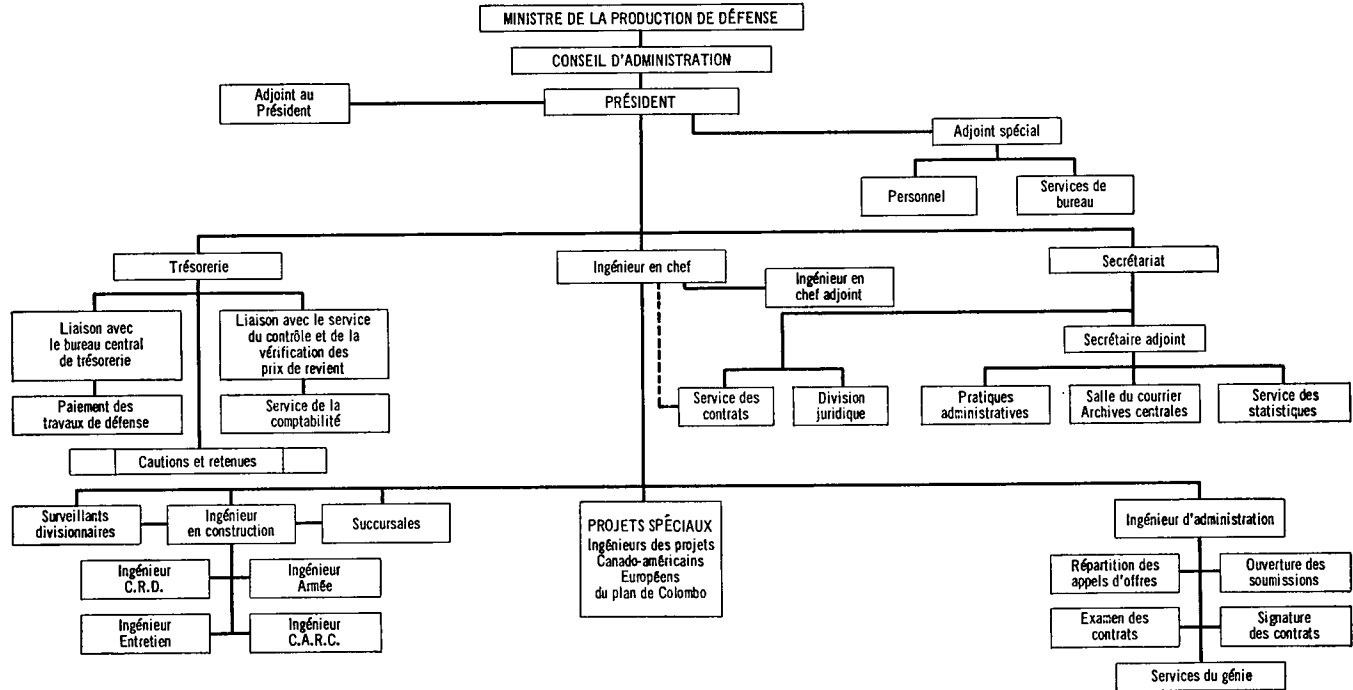 MINISTRE DE LA PRODUCTION DE DÉFENSE
CONSEIL D'ADMINISTRATION
Adjoint au
Président
PRÉSIDENT
Adjoint spécial
Personnel
Services de
bureau
Trésorerie
Ingénieur en chef
Secrétariat
Ingénieur en
chef adjoint
Liaison avec
le bureau central
de trésorerie
Liaison avec le service
du contrôle et de la
vérification des
prix de revient
Secrétaire adjoint
Paiement des
travaux de défense
Service de la
comptabilité
Service des
contrats
Division
juridique
Pratiques
administratives
Salle du courrier
Archives centrales
Service des
statistiques
Cautions et retenues
Surveillants
divisionnaires
Ingénieur
en construction
Succursales
PROJETS SPÉCIAUX
Ingénieurs des projets
Canado-américains
Européens
du plan de Colombo
Ingénieur d'administration
Ingénieur
C.R.D.
Ingénieur
Armée
Répartition des
appels d'offres
Ouverture des
soumissions
Ingénieur
Entretien
Ingénieur
C.A.R.C.
Examen des
contrats
Signature
des contrats
Services du génie